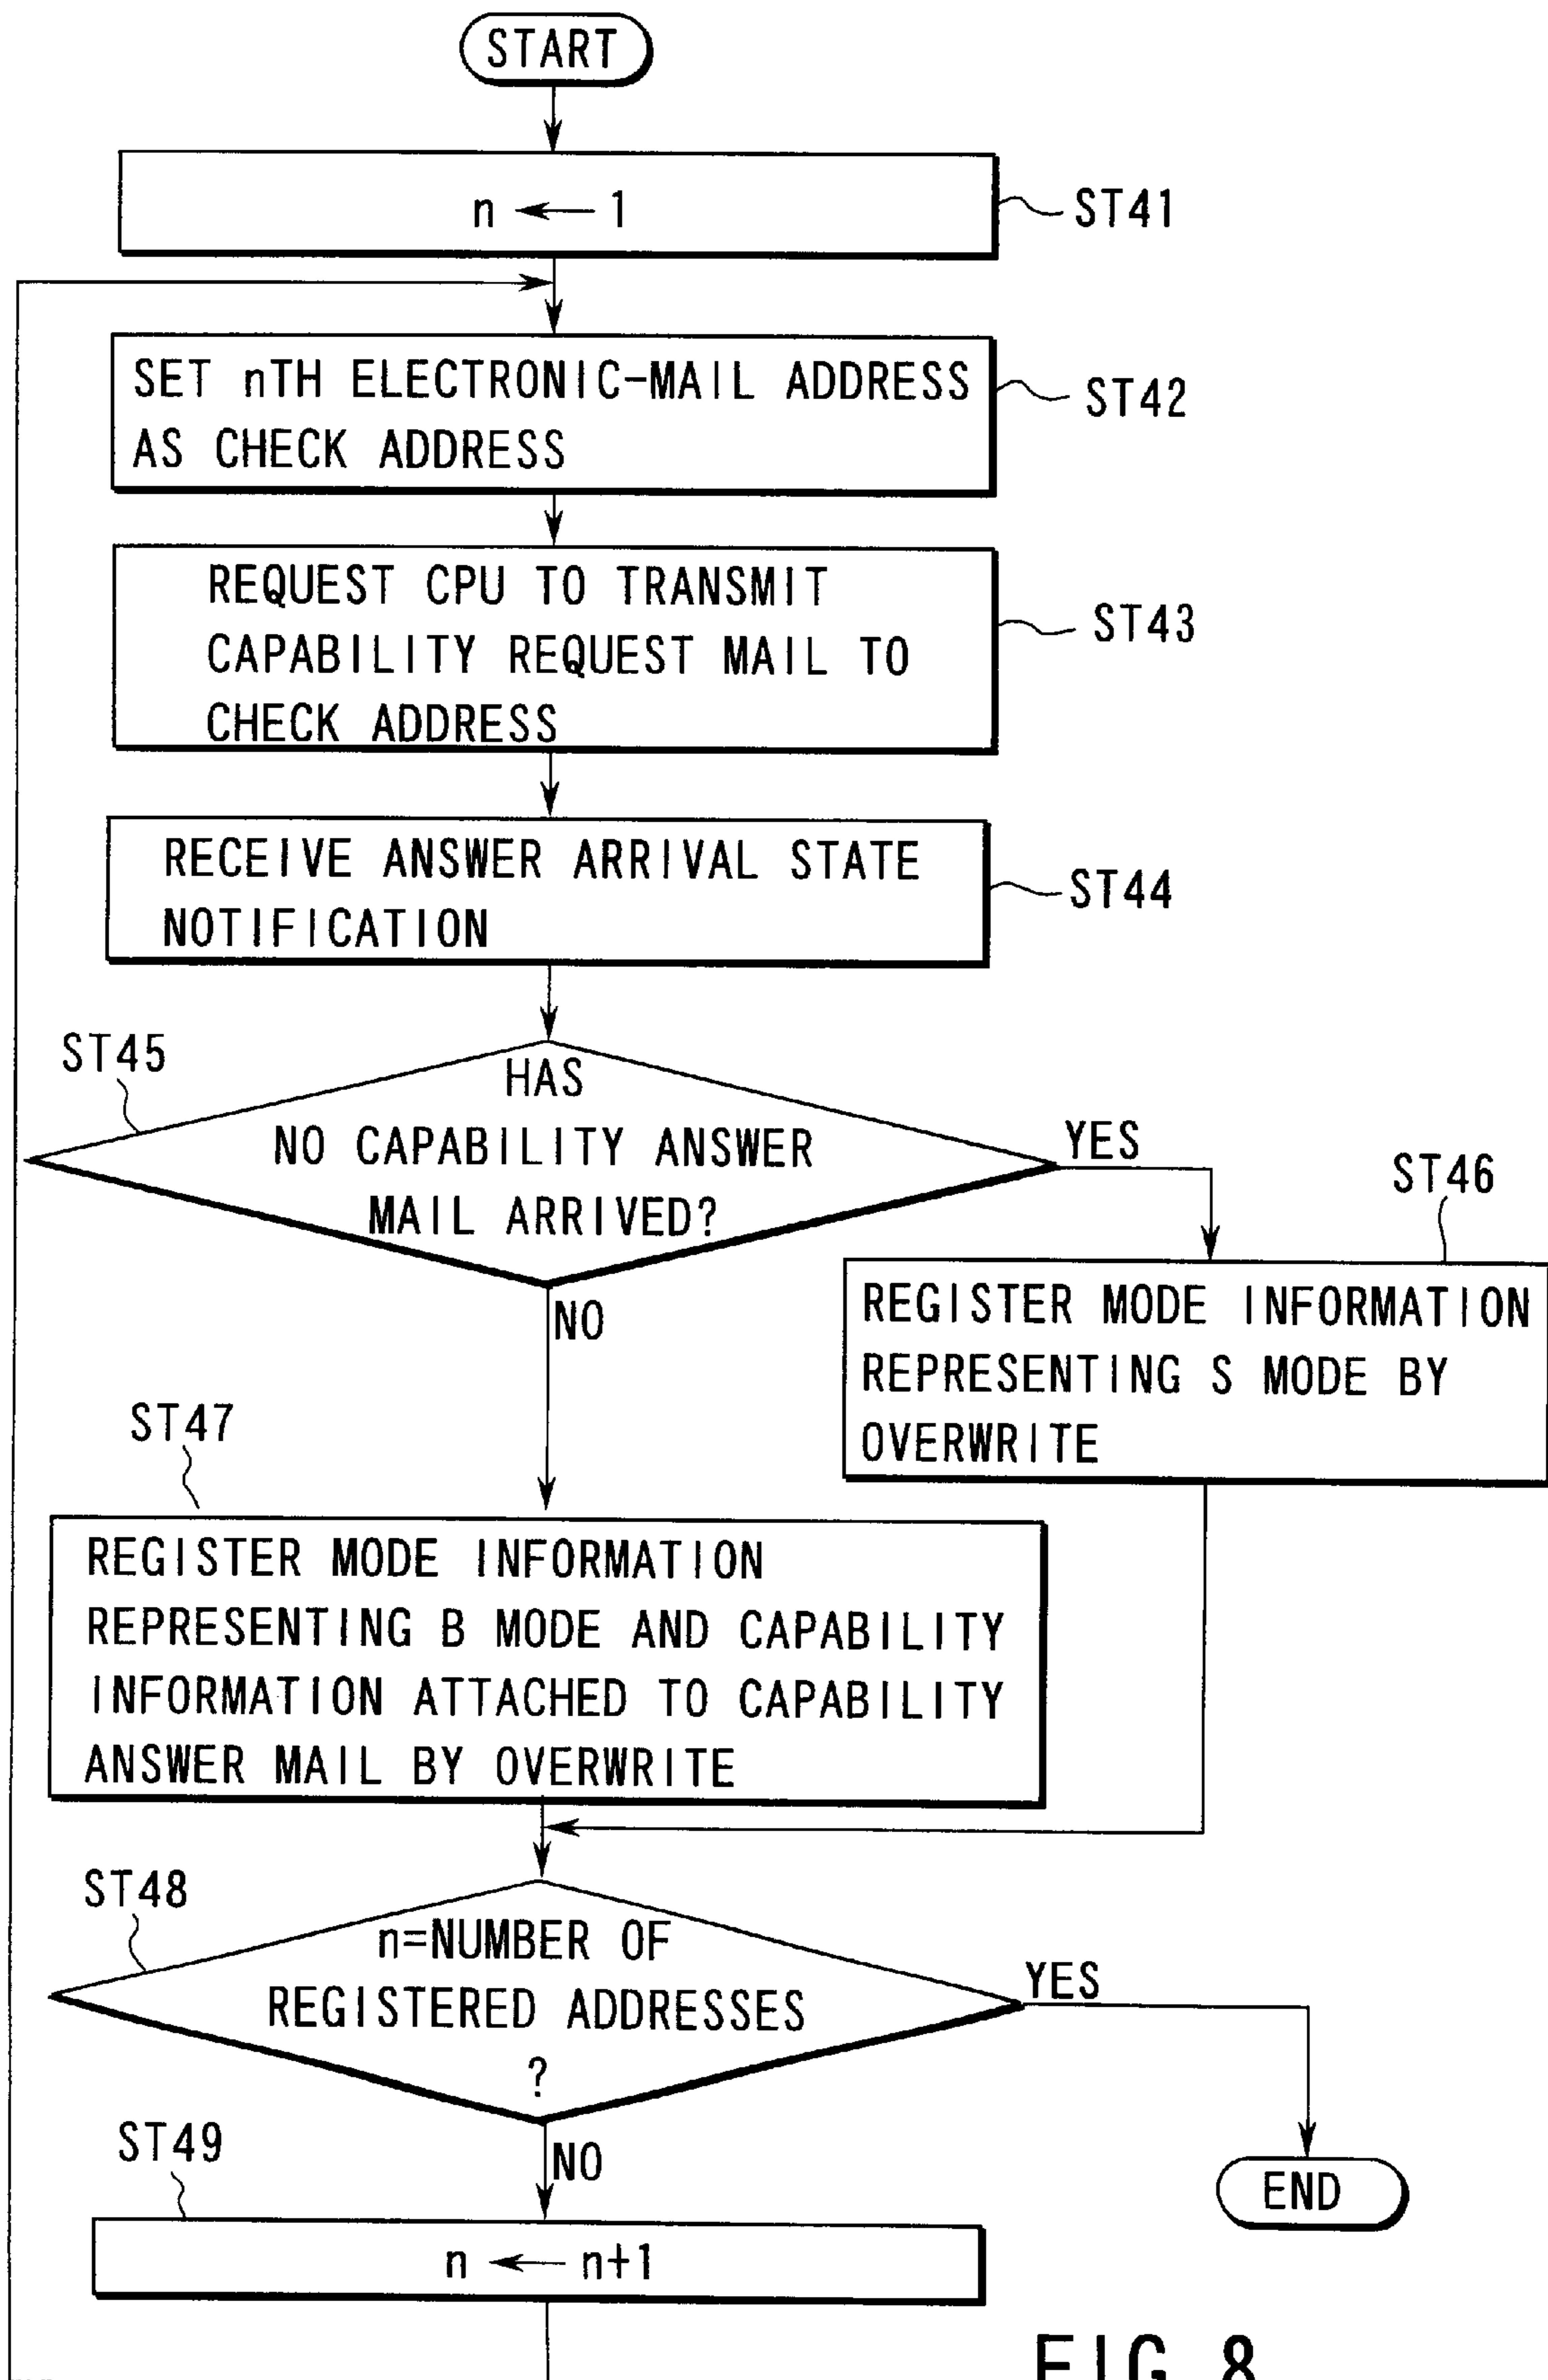 START
n ← 1
ST41
SET nTH ELECTRONIC-MAIL ADDRESS
AS CHECK ADDRESS
ST42
REQUEST CPU TO TRANSMIT
CAPABILITY REQUEST MAIL TO
CHECK ADDRESS
ST43
RECEIVE ANSWER ARRIVAL STATE
NOTIFICATION
ST44
ST45
HAS
NO CAPABILITY ANSWER
MAIL ARRIVED?
YES
NO
ST46
REGISTER MODE INFORMATION
REPRESENTING S MODE BY
OVERWRITE
ST47
REGISTER MODE INFORMATION
REPRESENTING B MODE AND CAPABILITY
INFORMATION ATTACHED TO CAPABILITY
ANSWER MAIL BY OVERWRITE
ST48
n=NUMBER OF
REGISTERED ADDRESSES
?
YES
NO
END
ST49
n ← n+1
FIG. 8